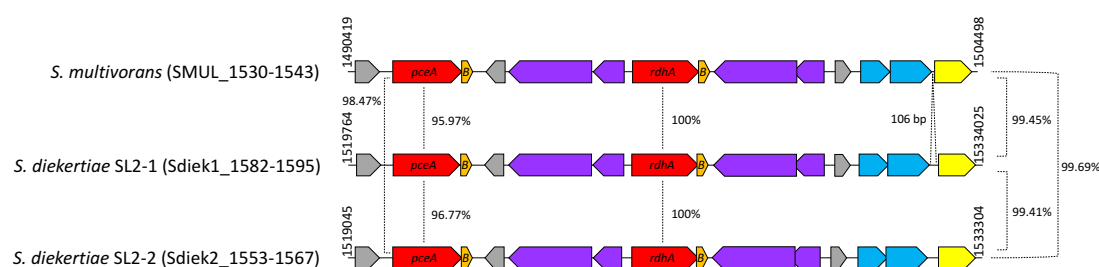 1490419
1504498
S. multivorans (SMUL_1530-1543)
pceA
B
rdhA
B
98.47%
95.97%
100%
106 bp
99.45%
1519764
15334025
S. diekertiae SL2-1 (Sdiek1_1582-1595)
pceA
B
rdhA
B
99.69%
96.77%
100%
99.41%
1519045
1533304
S. diekertiae SL2-2 (Sdiek2_1553-1567)
pceA
B
rdhA
B